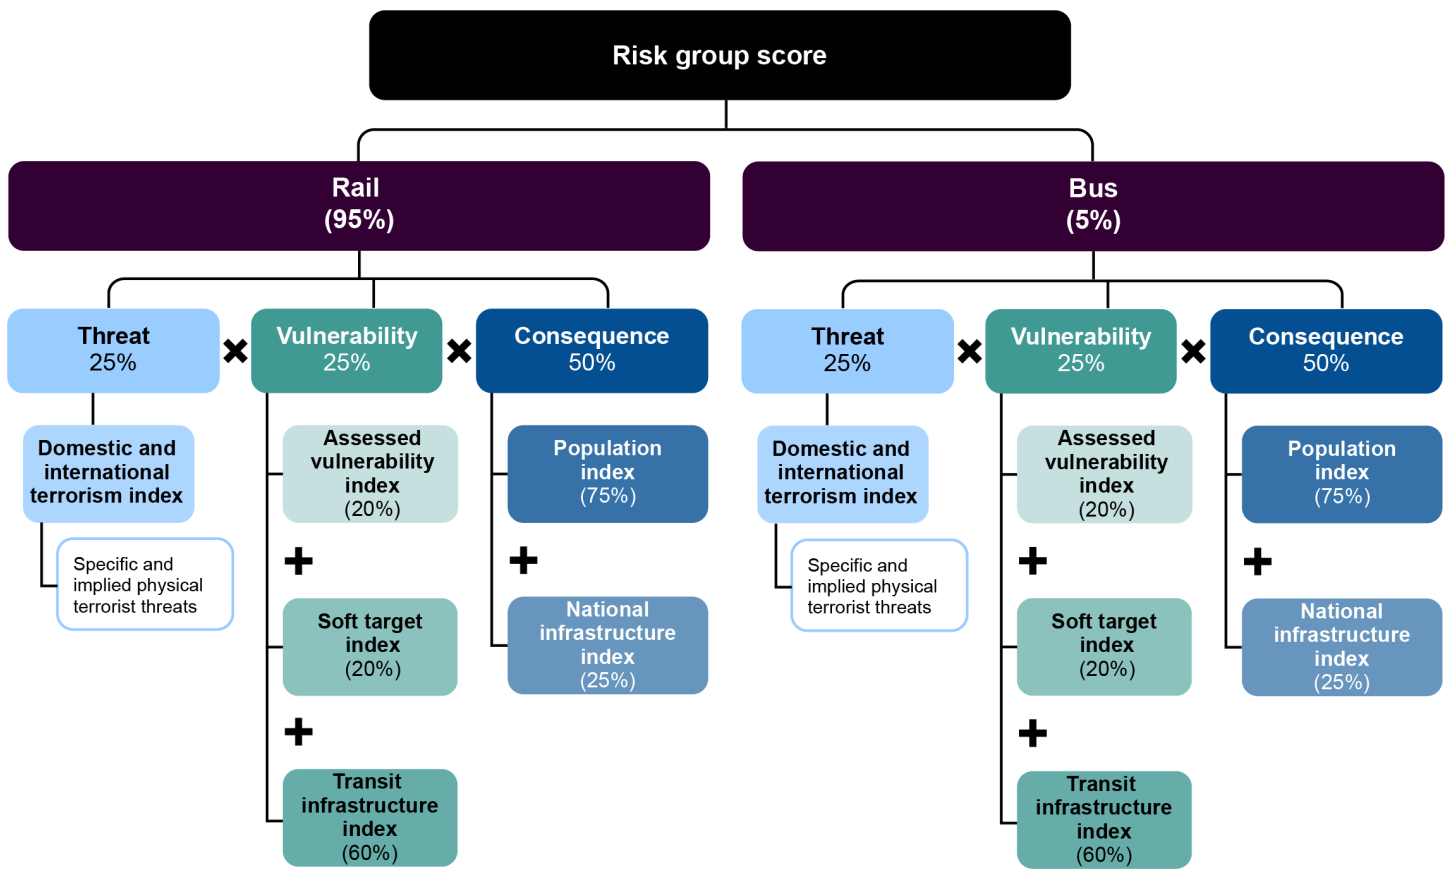 Risk group score
Rail
(95%)
Bus
(5%)
Threat
25%
Vulnerability
25%
Consequence
50%
Threat
25%
Vulnerability
25%
Consequence
50%
Domestic and
international
terrorism index
Specific and
implied physical
terrorist threats
Assessed
vulnerability
index
(20%)
Soft target
index
(20%)
Transit
infrastructure
index
(60%)
Population
index
(75%)
National
infrastructure
index
(25%)
Domestic and
international
terrorism index
Specific and
implied physical
terrorist threats
Assessed
vulnerability
index
(20%)
Soft target
index
(20%)
Transit
infrastructure
index
(60%)
Population
index
(75%)
National
infrastructure
index
(25%)